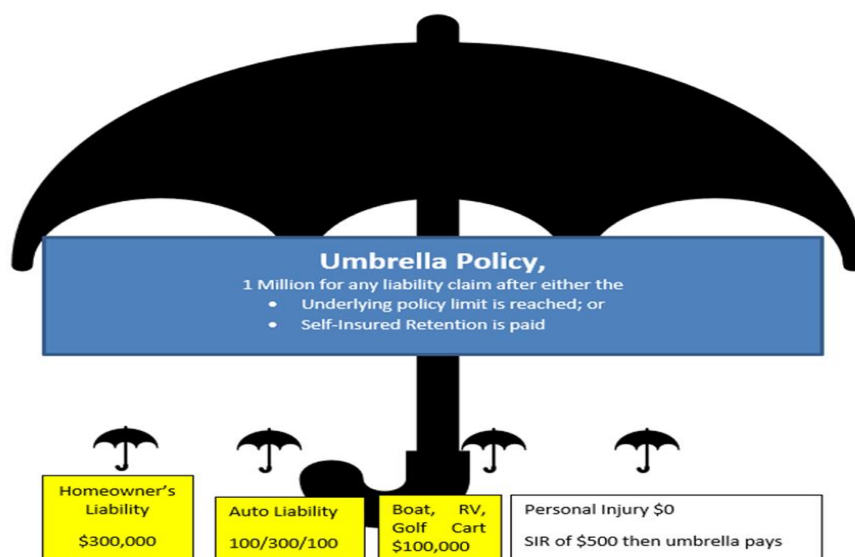 Umbrella Policy,
1 Million for any liability claim after either the
• Underlying policy limit is reached; or
• Self-Insured Retention is paid
Homeowner's
Liability
$300,000
Auto Liability
100/300/100
Boat, RV,
Golf Cart
$100,000
Personal Injury $0
SIR of $500 then umbrella pays